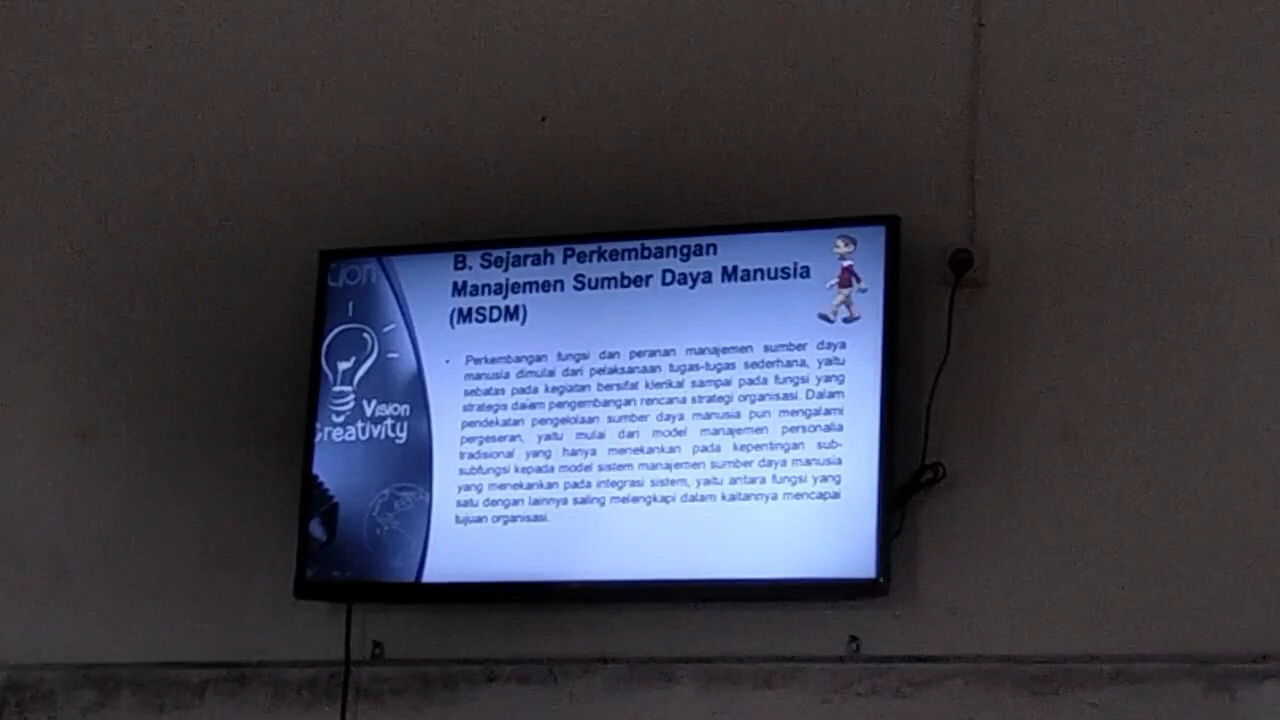 B. Sejarah Perkembangan
Manajemen Sumber Daya Manusia
(MSDM)
• Perkembangan fungsi dan peranan manajemen sumber daya
manusia dimulai dari pelaksanaan tugas-tugas sederhana, yaitu
sebatas pada kegiatan bersifat klerikal sampai pada fungsi yang
strategis dalam pengembangan rencana strategi organisasi. Dalam
pendekatan pengelolaan sumber daya manusia pun mengalami
pergeseran, yaitu mulai dari model manajemen personalia
tradisional yang hanya menekankan pada kepentingan sub-
subfungsi kepada model sistem manajemen sumber daya manusia
yang menekankan pada integrasi sistem, yaitu antara fungsi yang
satu dengan lainnya saling melengkapi dalam kaitannya mencapai
tujuan organisasi.
Vision
Creativity